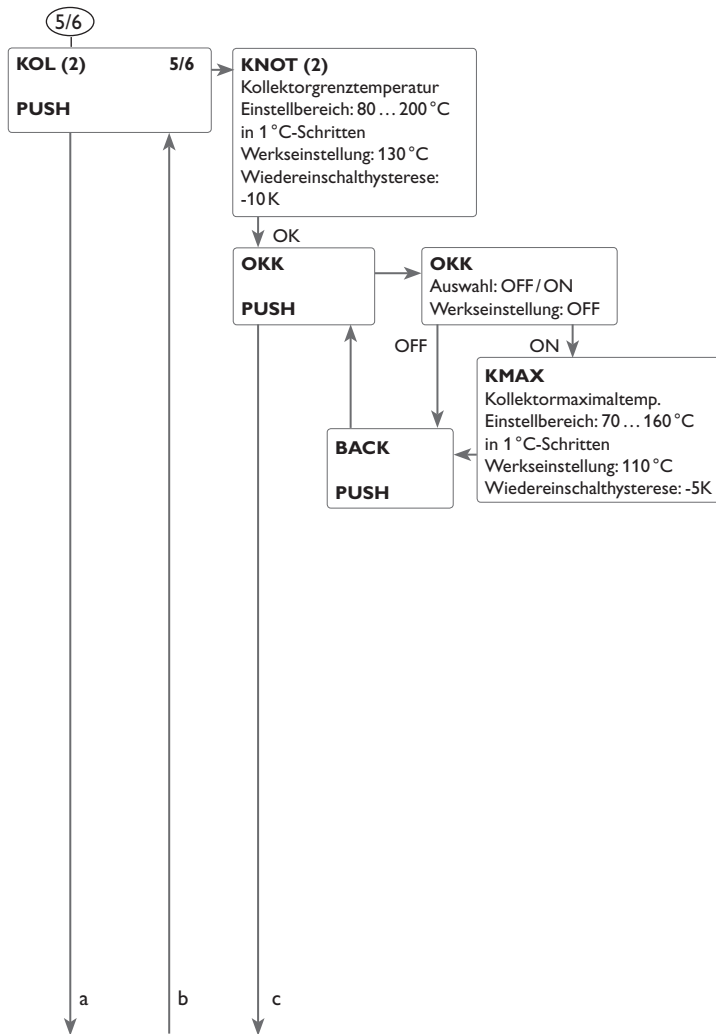 5/6
KOL (2) 5/6
PUSH
KNOT (2)
Kollektorgrenztemperatur
Einstellbereich: 80 … 200 °C
in 1 °C-Schritten
Werkseinstellung: 130 °C
Wiedereinschalthysterese:
-10 K
OK
OKK
PUSH
OKK
Auswahl: OFF / ON
Werkseinstellung: OFF
OFF
ON
KMAX
Kollektormaximaltemp.
Einstellbereich: 70 … 160 °C
in 1 °C-Schritten
Werkseinstellung: 110 °C
Wiedereinschalthysterese: -5K
BACK
PUSH
a
b
c